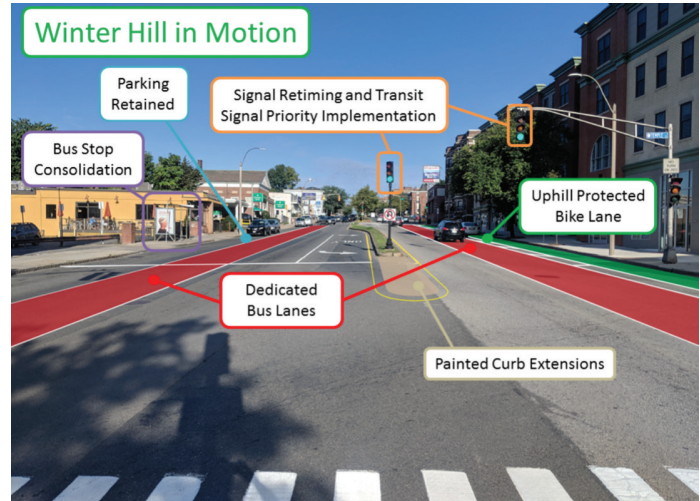 Winter Hill in Motion
Parking
Retained
Signal Retiming and Transit
Signal Priority Implementation
Bus Stop
Consolidation
Uphill Protected
Bike Lane
Dedicated
Bus Lanes
Painted Curb Extensions